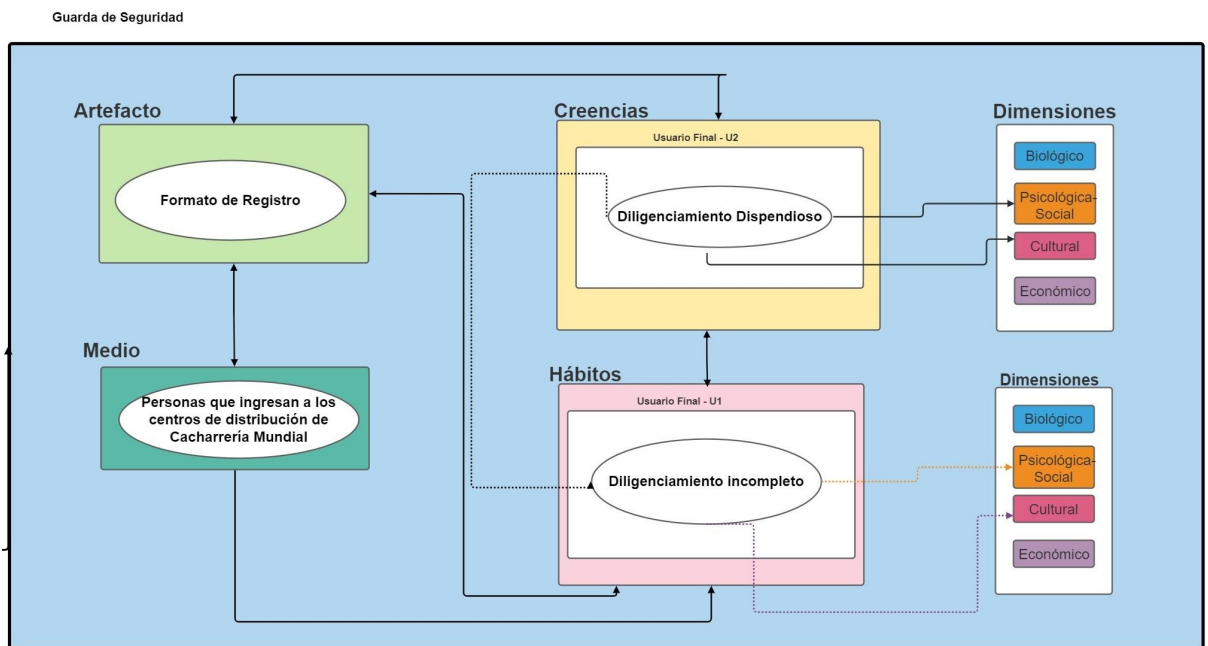 Guarda de Seguridad
Artefacto
Formato de Registro
Creencias
Usuario Final - U2
Diligenciamiento Dispendioso
Dimensiones
Biológico
Psicológica-
Social
Cultural
Económico
Medio
Personas que ingresan a los
centros de distribución de
Cacharrería Mundial
Hábitos
Usuario Final - U1
Diligenciamiento incompleto
Dimensiones
Biológico
Psicológica-
Social
Cultural
Económico